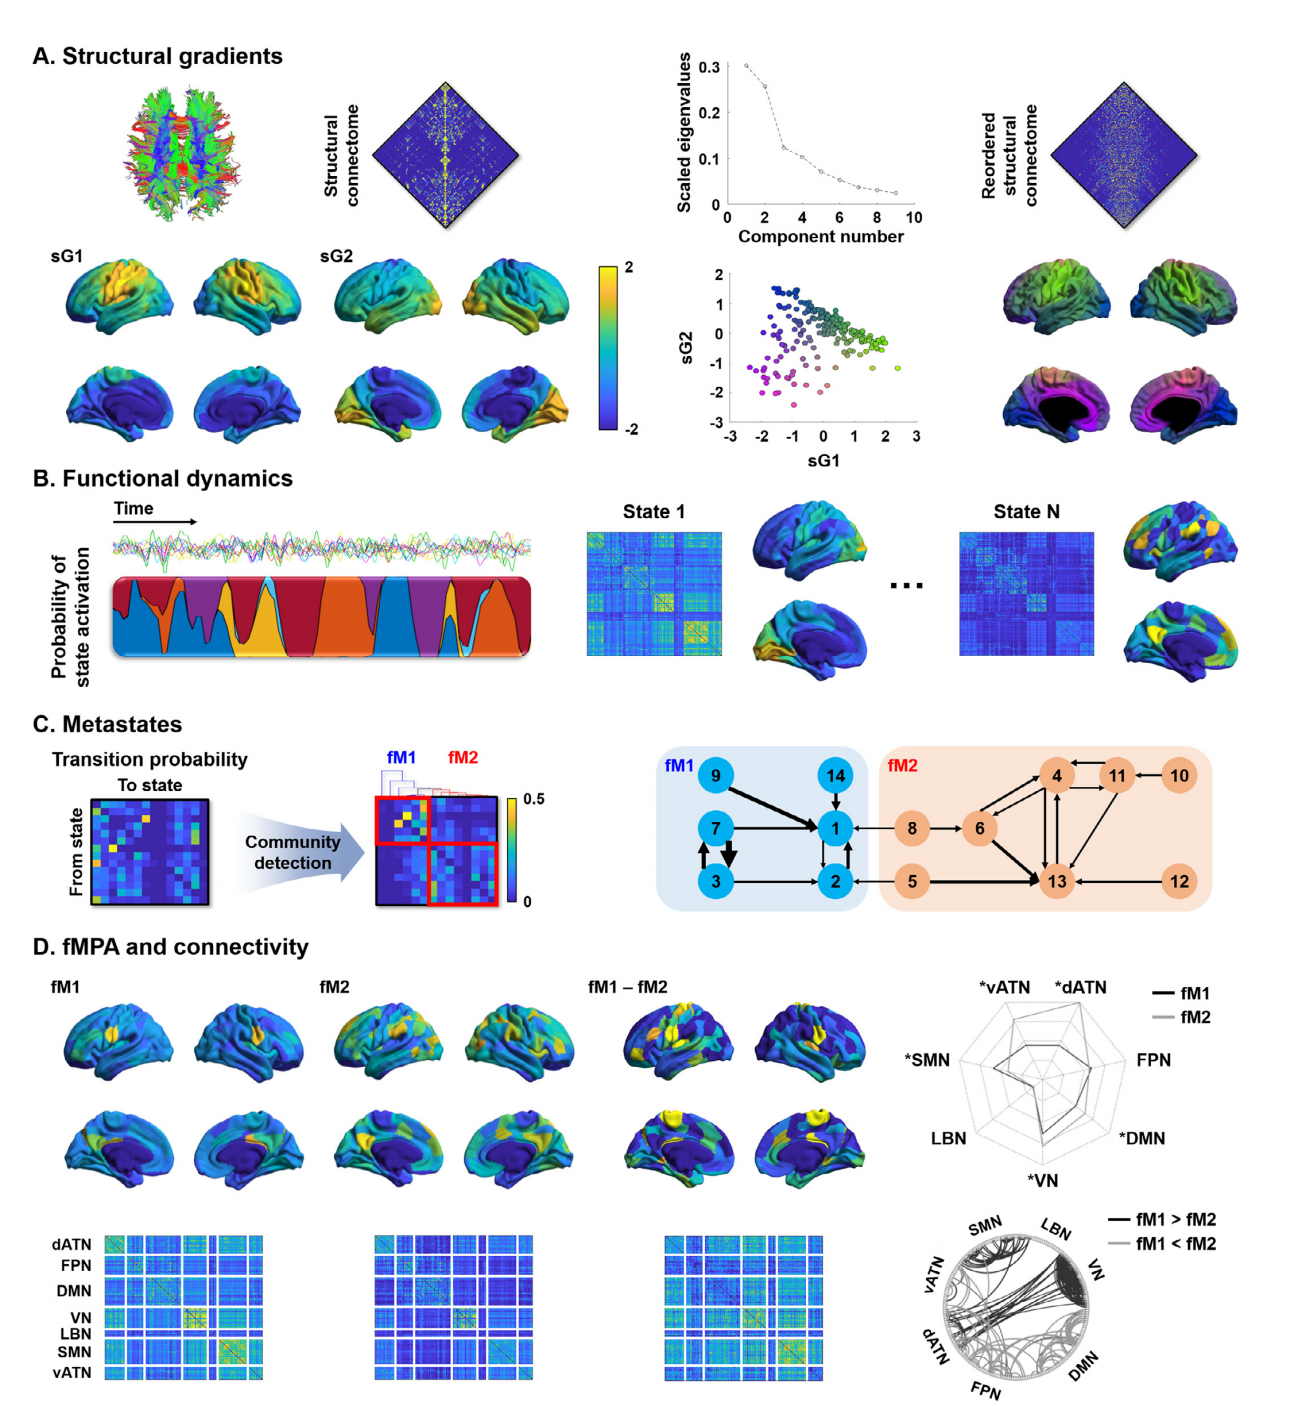 A. Structural gradients
Structural
connectome
Scaled eigenvalues
0.3
0.2
0.1
0
0 2 4 6 8 10
Component number
Reordered
structural
connectome
sG1
sG2
2
-2
sG2
2
1
0
-1
-2
-3
-3 -2 -1 0 1 2 3
sG1
B. Functional dynamics
Time
Probability of
state activation
State 1
...
State N
C. Metastates
Transition probability
To state
From state
Community
detection
fM1 fM2
0.5
0
fM1
9 14
7 1
3 2
fM2
4 11 10
8 6
5 13 12
D. fMPA and connectivity
fM1
fM2
fM1 – fM2
*vATN *dATN
*SMN FPN
LBN *DMN
*VN
fM1
fM2
dATN
FPN
DMN
VN
LBN
SMN
vATN
SMN LBN
vATN VN
dATN DMN
FPN
fM1 > fM2
fM1 < fM2